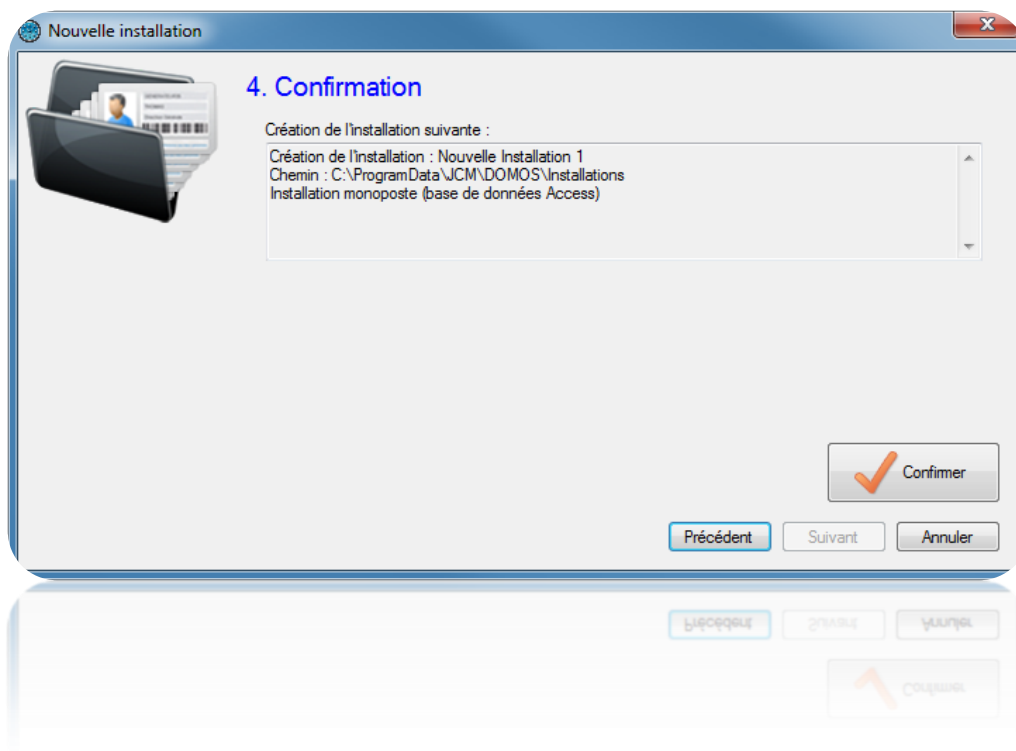 Nouvelle installation
4. Confirmation
Création de l'installation suivante :
Création de l'installation : Nouvelle Installation 1
Chemin : C:\ProgramData\JCM\DOMOS\Installations
Installation monoposte (base de données Access)
Confirmer
Précédent Suivant Annuler